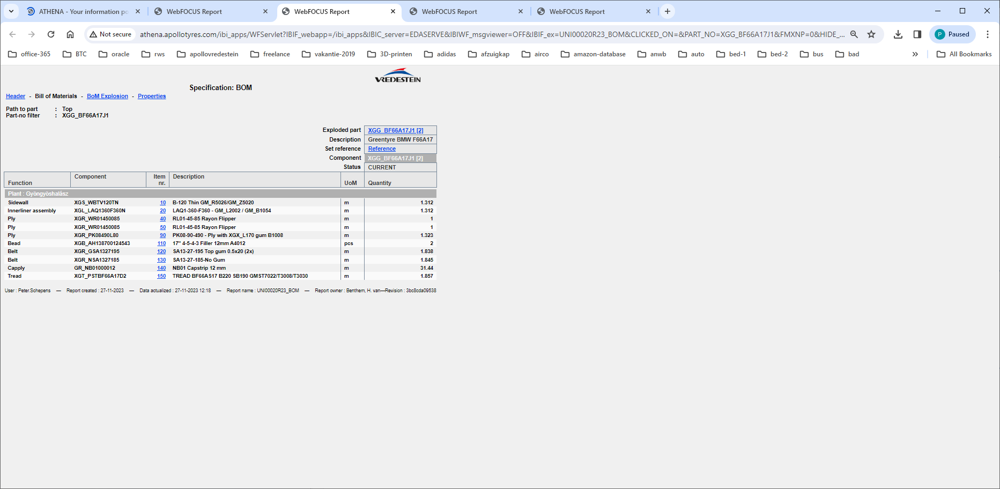 ATHENA - Your information po
WebFOCUS Report
WebFOCUS Report
WebFOCUS Report
WebFOCUS Report
Not secure
athena.apollotyres.com/ibi_apps/WFServlet?IBIF_webapp=/ibi_apps&IBIC_server=EDASERVE&IBIWF_msgviewer=OFF&IBIF_ex=UNI00020R23_BOM&CLICKED_ON=&PART_NO=XGG_BF66A17J1&FMXNP=0&HIDE_...
P Paused
office-365 BTC oracle rws apollovredestein freelance vakantie-2019 3D-printen adidas afzuigkap airco amazon-database anwb auto bed-1 bed-2 bus bad » All Bookmarks
VREDESTEIN
Specification: BOM
Header - Bill of Materials - BoM Explosion - Properties
Path to part : Top
Part-no filter : XGG_BF66A17J1
Exploded part XGG_BF66A17J1 [2]
Description Greentyre BMW F66A17
Set reference Reference
Component XGG_BF66A17J1 [2]
Status CURRENT
Function Component Item nr. Description UoM Quantity
Plant : Gyöngyöshalász
Sidewall XGS_WBTV120TN 10 B-120 Thin GM_R5026/GM_Z5020 m 1.312
Innerliner assembly XGL_LAQ1360F360N 20 LAQ1-360-F360 - GM_L2002 / GM_B1054 m 1.312
Ply XGR_WR01450085 40 RL01-45-85 Rayon Flipper m 1
Ply XGR_WR01450085 50 RL01-45-85 Rayon Flipper m 1
Ply XGR_PK08490L80 90 PK08-90-490 - Ply with XGX_L170 gum B1008 m 1.323
Bead XGB_AH138700124543 110 17" 4-5-4-3 Filler 12mm A4012 pcs 2
Belt XGR_GSA1327195 120 SA13-27-195 Top gum 0.5x20 (2x) m 1.838
Belt XGR_NSA1327185 130 SA13-27-185-No Gum m 1.845
Capply GR_NB01000012 140 NB01 Capstrip 12 mm m 31.44
Tread XGT_PSTBF66A17D2 150 TREAD BF66AS17 B220 SB190 GMST7022/T3008/T3030 m 1.857
User : Peter.Schepens — Report created : 27-11-2023 — Data actualized : 27-11-2023 12:18 — Report name : UNI00020R23_BOM — Report owner : Benthem, H. van—Revision : 3bc8cda09538